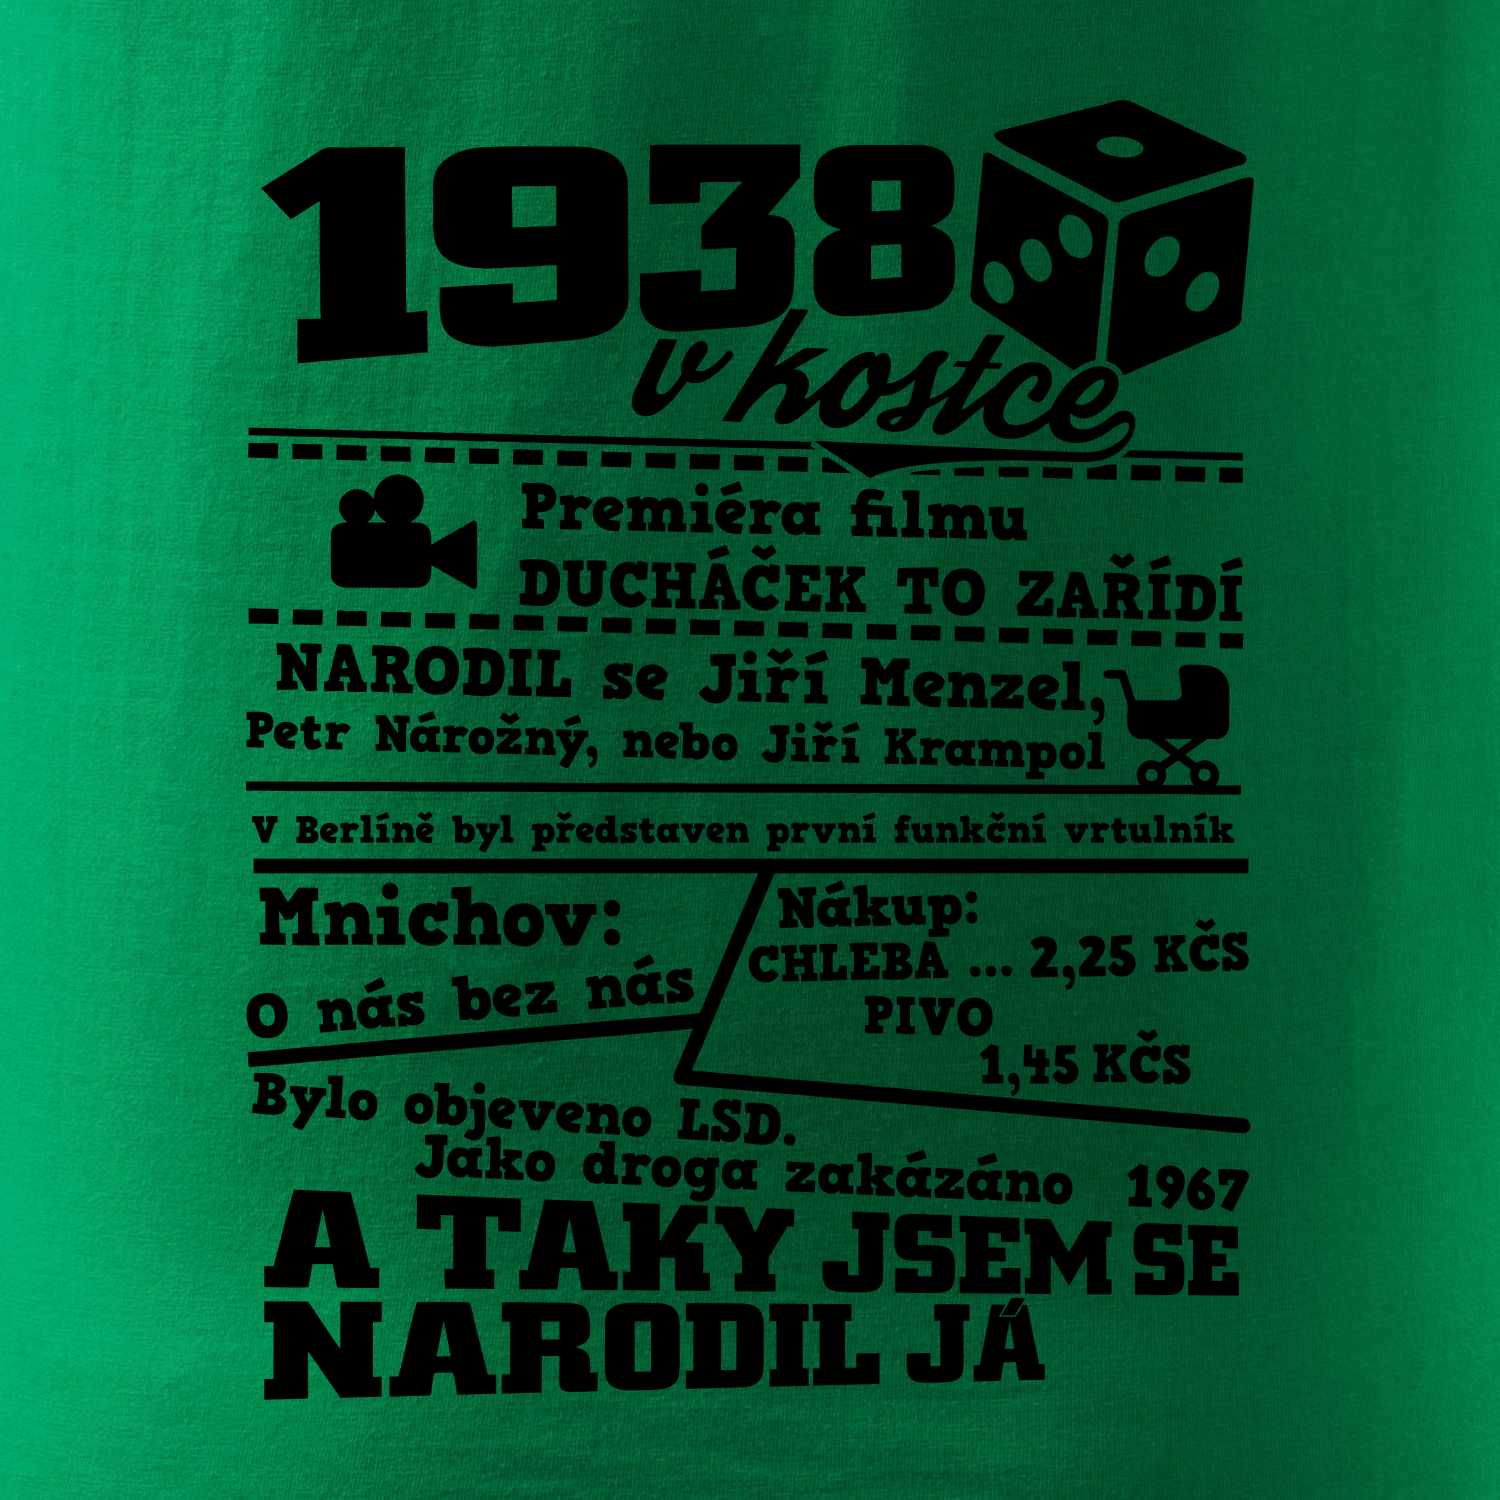 1938
v kostce
Premiéra filmu
DUCHÁČEK TO ZAŘÍDÍ
NARODIL se Jiří Menzel,
Petr Nárožný, nebo Jiří Krampol
V Berlíně byl představen první funkční vrtulník
Mnichov:
O nás bez nás
Nákup:
CHLEBA ... 2,25 KČS
PIVO
1,45 KČS
Bylo objeveno LSD.
Jako droga zakázáno 1967
A TAKY JSEM SE
NARODIL JÁ